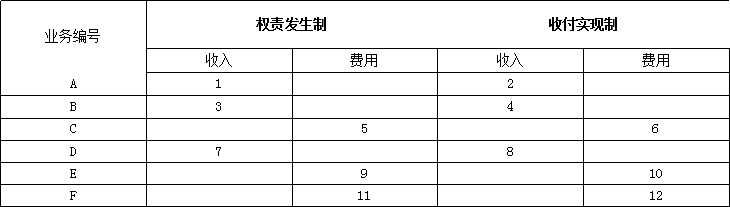 业务编号 权责发生制 收付实现制
收入 费用 收入 费用
A 1 2
B 3 4
C 5 6
D 7 8
E 9 10
F 11 12